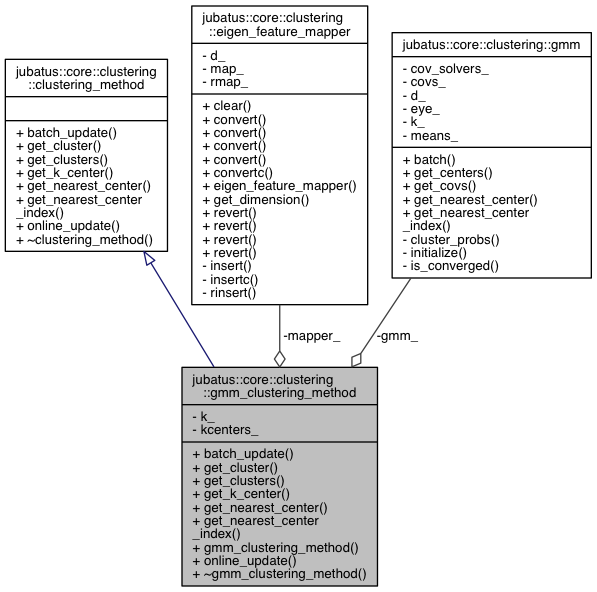 jubatus::core::clustering
::clustering_method
+ batch_update()
+ get_cluster()
+ get_clusters()
+ get_k_center()
+ get_nearest_center()
+ get_nearest_center
_index()
+ online_update()
+ ~clustering_method()
jubatus::core::clustering
::eigen_feature_mapper
- d_
- map_
- rmap_
+ clear()
+ convert()
+ convert()
+ convert()
+ convert()
+ convertc()
+ eigen_feature_mapper()
+ get_dimension()
+ revert()
+ revert()
+ revert()
+ revert()
- insert()
- insertc()
- rinsert()
jubatus::core::clustering::gmm
- cov_solvers_
- covs_
- d_
- eye_
- k_
- means_
+ batch()
+ get_centers()
+ get_covs()
+ get_nearest_center()
+ get_nearest_center
_index()
- cluster_probs()
- initialize()
- is_converged()
-mapper_
-gmm_
jubatus::core::clustering
::gmm_clustering_method
- k_
- kcenters_
+ batch_update()
+ get_cluster()
+ get_clusters()
+ get_k_center()
+ get_nearest_center()
+ get_nearest_center
_index()
+ gmm_clustering_method()
+ online_update()
+ ~gmm_clustering_method()